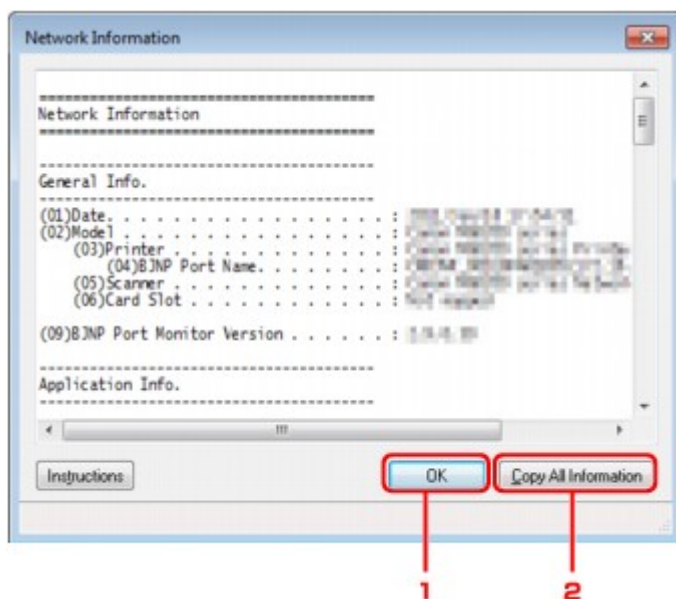 Network Information
========================================
Network Information
========================================
----------------------------------------
General Info.
----------------------------------------
(01)Date. . . . . . . . . . . . . . . . . :
(02)Model . . . . . . . . . . . . . . . . :
(03)Printer . . . . . . . . . . . . . :
(04)BJNP Port Name. . . . . . . . :
(05)Scanner . . . . . . . . . . . . . :
(06)Card Slot . . . . . . . . . . . . :
(09)BJNP Port Monitor Version . . . . . . :
----------------------------------------
Application Info.
----------------------------------------
Instructions
OK
Copy All Information
1
2